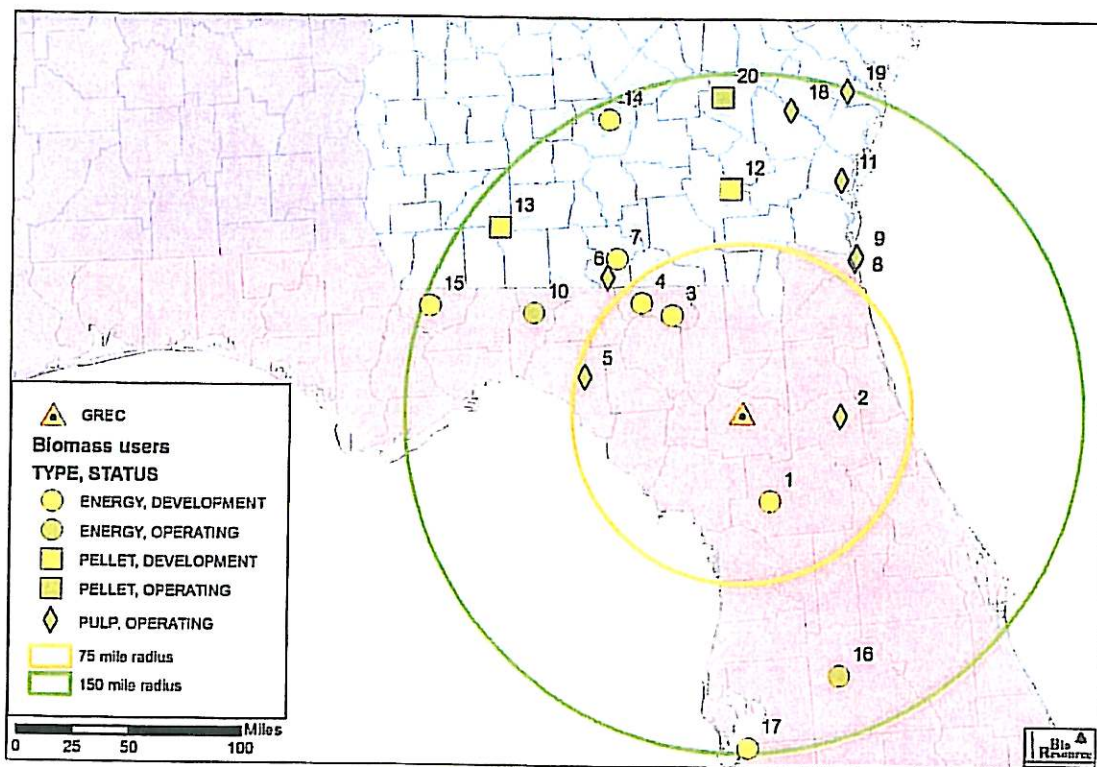 20
19
18
14
11
12
13
7
9
6
8
4
3
15
10
5
2
1
16
17
GREC
Biomass users
TYPE, STATUS
ENERGY, DEVELOPMENT
ENERGY, OPERATING
PELLET, DEVELOPMENT
PELLET, OPERATING
PULP, OPERATING
75 mile radius
150 mile radius
Miles
0 25 50 100
Bio
Resource